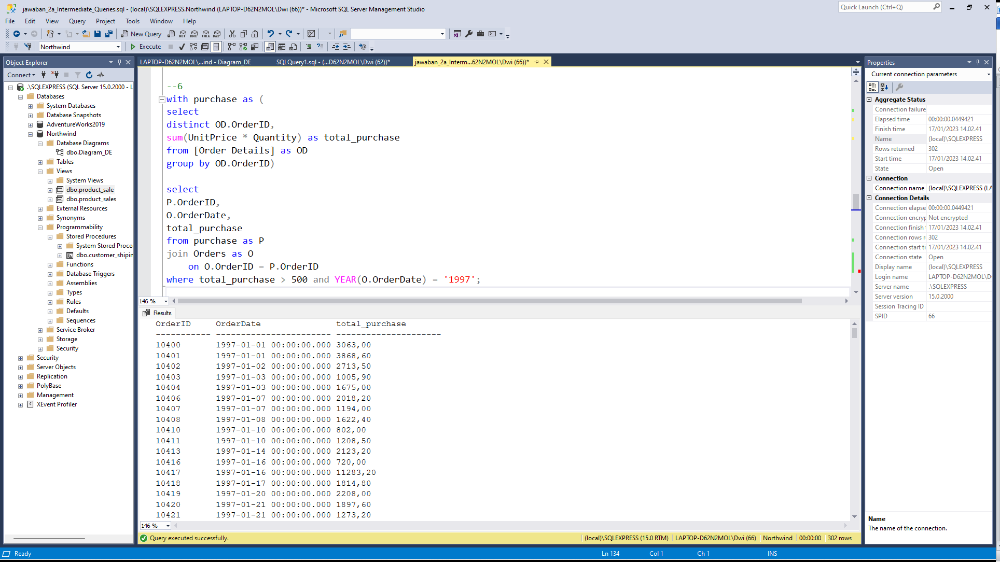 jawaban_2a_Intermediate_Queries.sql - (local)\SQLEXPRESS.Northwind (LAPTOP-D62N2MOL\Dwi (66))* - Microsoft SQL Server Management Studio
Quick Launch (Ctrl+Q)
File Edit View Query Project Tools Window Help
New Query
MDX DMX XMLA DAX
Northwind
Execute
Object Explorer
Connect
.\SQLEXPRESS (SQL Server 15.0.2000 - L
Databases
System Databases
Database Snapshots
AdventureWorks2019
Northwind
Database Diagrams
dbo.Diagram_DE
Tables
Views
System Views
dbo.product_sale
dbo.product_sales
External Resources
Synonyms
Programmability
Stored Procedures
System Stored Proce
dbo.customer_shipin
Functions
Database Triggers
Assemblies
Types
Rules
Defaults
Sequences
Service Broker
Storage
Security
Security
Server Objects
Replication
PolyBase
Management
XEvent Profiler
LAPTOP-D62N2MOL\...ind - Diagram_DE
SQLQuery1.sql - (...D62N2MOL\Dwi (62))*
jawaban_2a_Interm...62N2MOL\Dwi (66))*
--6
with purchase as (
select
distinct OD.OrderID,
sum(UnitPrice * Quantity) as total_purchase
from [Order Details] as OD
group by OD.OrderID)
select
P.OrderID,
O.OrderDate,
total_purchase
from purchase as P
join Orders as O
on O.OrderID = P.OrderID
where total_purchase > 500 and YEAR(O.OrderDate) = '1997';
146 %
Results
OrderID OrderDate total_purchase
----------- ----------------------- ---------------------
10400 1997-01-01 00:00:00.000 3063,00
10401 1997-01-01 00:00:00.000 3868,60
10402 1997-01-02 00:00:00.000 2713,50
10403 1997-01-03 00:00:00.000 1005,90
10404 1997-01-03 00:00:00.000 1675,00
10406 1997-01-07 00:00:00.000 2018,20
10407 1997-01-07 00:00:00.000 1194,00
10408 1997-01-08 00:00:00.000 1622,40
10410 1997-01-10 00:00:00.000 802,00
10411 1997-01-10 00:00:00.000 1208,50
10413 1997-01-14 00:00:00.000 2123,20
10416 1997-01-16 00:00:00.000 720,00
10417 1997-01-16 00:00:00.000 11283,20
10418 1997-01-17 00:00:00.000 1814,80
10419 1997-01-20 00:00:00.000 2208,00
10420 1997-01-21 00:00:00.000 1897,60
10421 1997-01-21 00:00:00.000 1273,20
146 %
Query executed successfully.
(local)\SQLEXPRESS (15.0 RTM) LAPTOP-D62N2MOL\Dwi (66) Northwind 00:00:00 302 rows
Properties
Current connection parameters
Aggregate Status
Connection failure
Elapsed time 00:00:00.0449421
Finish time 17/01/2023 14.02.41
Name (local)\SQLEXPRESS
Rows returned 302
Start time 17/01/2023 14.02.41
State Open
Connection
Connection name (local)\SQLEXPRESS (LA
Connection Details
Connection elapse 00:00:00.0449421
Connection encryp Not encrypted
Connection finish 17/01/2023 14.02.41
Connection rows r 302
Connection start ti 17/01/2023 14.02.41
Connection state Open
Display name (local)\SQLEXPRESS
Login name LAPTOP-D62N2MOL\D
Server name .\SQLEXPRESS
Server version 15.0.2000
Session Tracing ID
SPID 66
Name
The name of the connection.
Ready
Ln 134 Col 1 Ch 1 INS